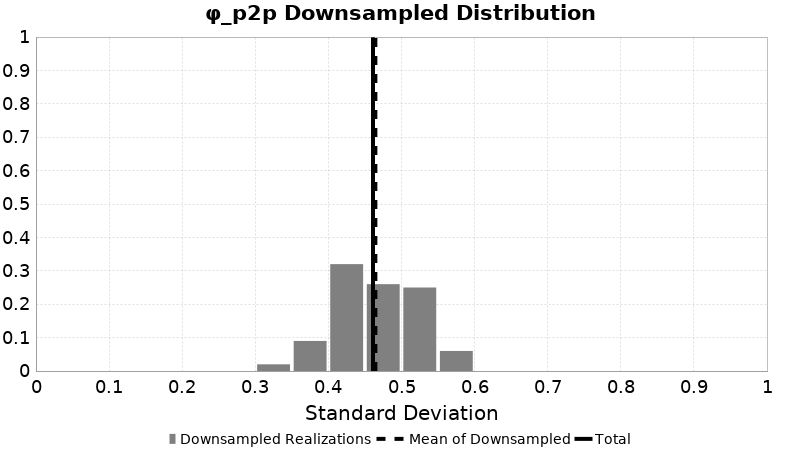 φ_p2p Downsampled Distribution
1
0.9
0.8
0.7
0.6
0.5
0.4
0.3
0.2
0.1
0
0 0.1 0.2 0.3 0.4 0.5 0.6 0.7 0.8 0.9 1
Standard Deviation
Downsampled Realizations Mean of Downsampled Total